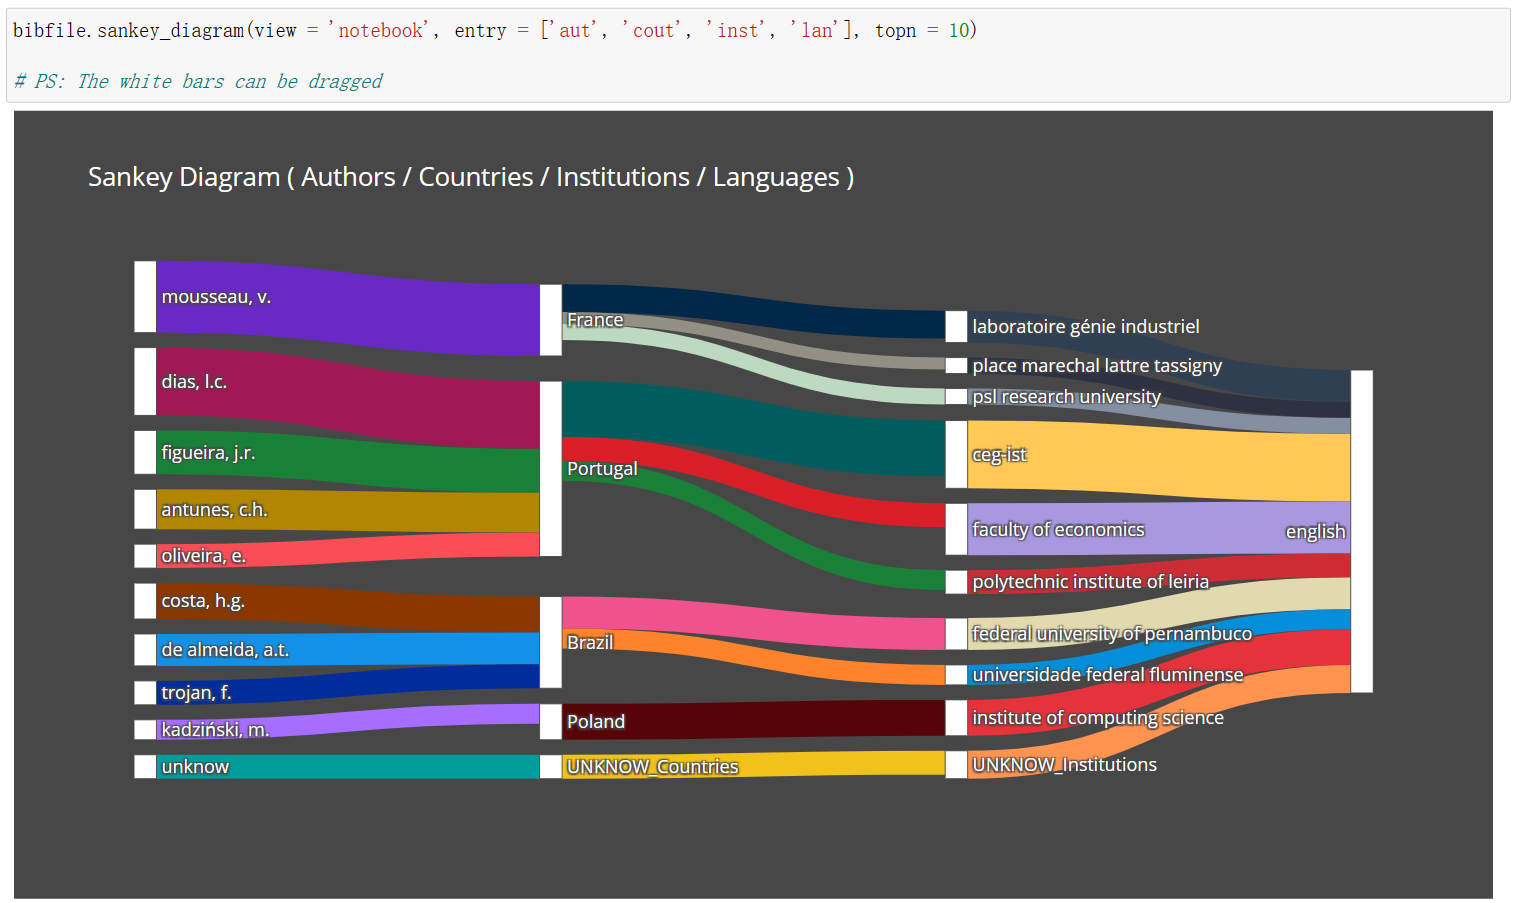 bibfile.sankey_diagram(view = 'notebook', entry = ['aut', 'cout', 'inst', 'lan'], topn = 10)
# PS: The white bars can be dragged
Sankey Diagram ( Authors / Countries / Institutions / Languages )
mousseau, v.
dias, l.c.
figueira, j.r.
antunes, c.h.
oliveira, e.
costa, h.g.
de almeida, a.t.
trojan, f.
kadziński, m.
unknow
France
Portugal
Brazil
Poland
UNKNOW_Countries
laboratoire génie industriel
place marechal lattre tassigny
psl research university
ceg-ist
faculty of economics
polytechnic institute of leiria
federal university of pernambuco
universidade federal fluminense
institute of computing science
UNKNOW_Institutions
english